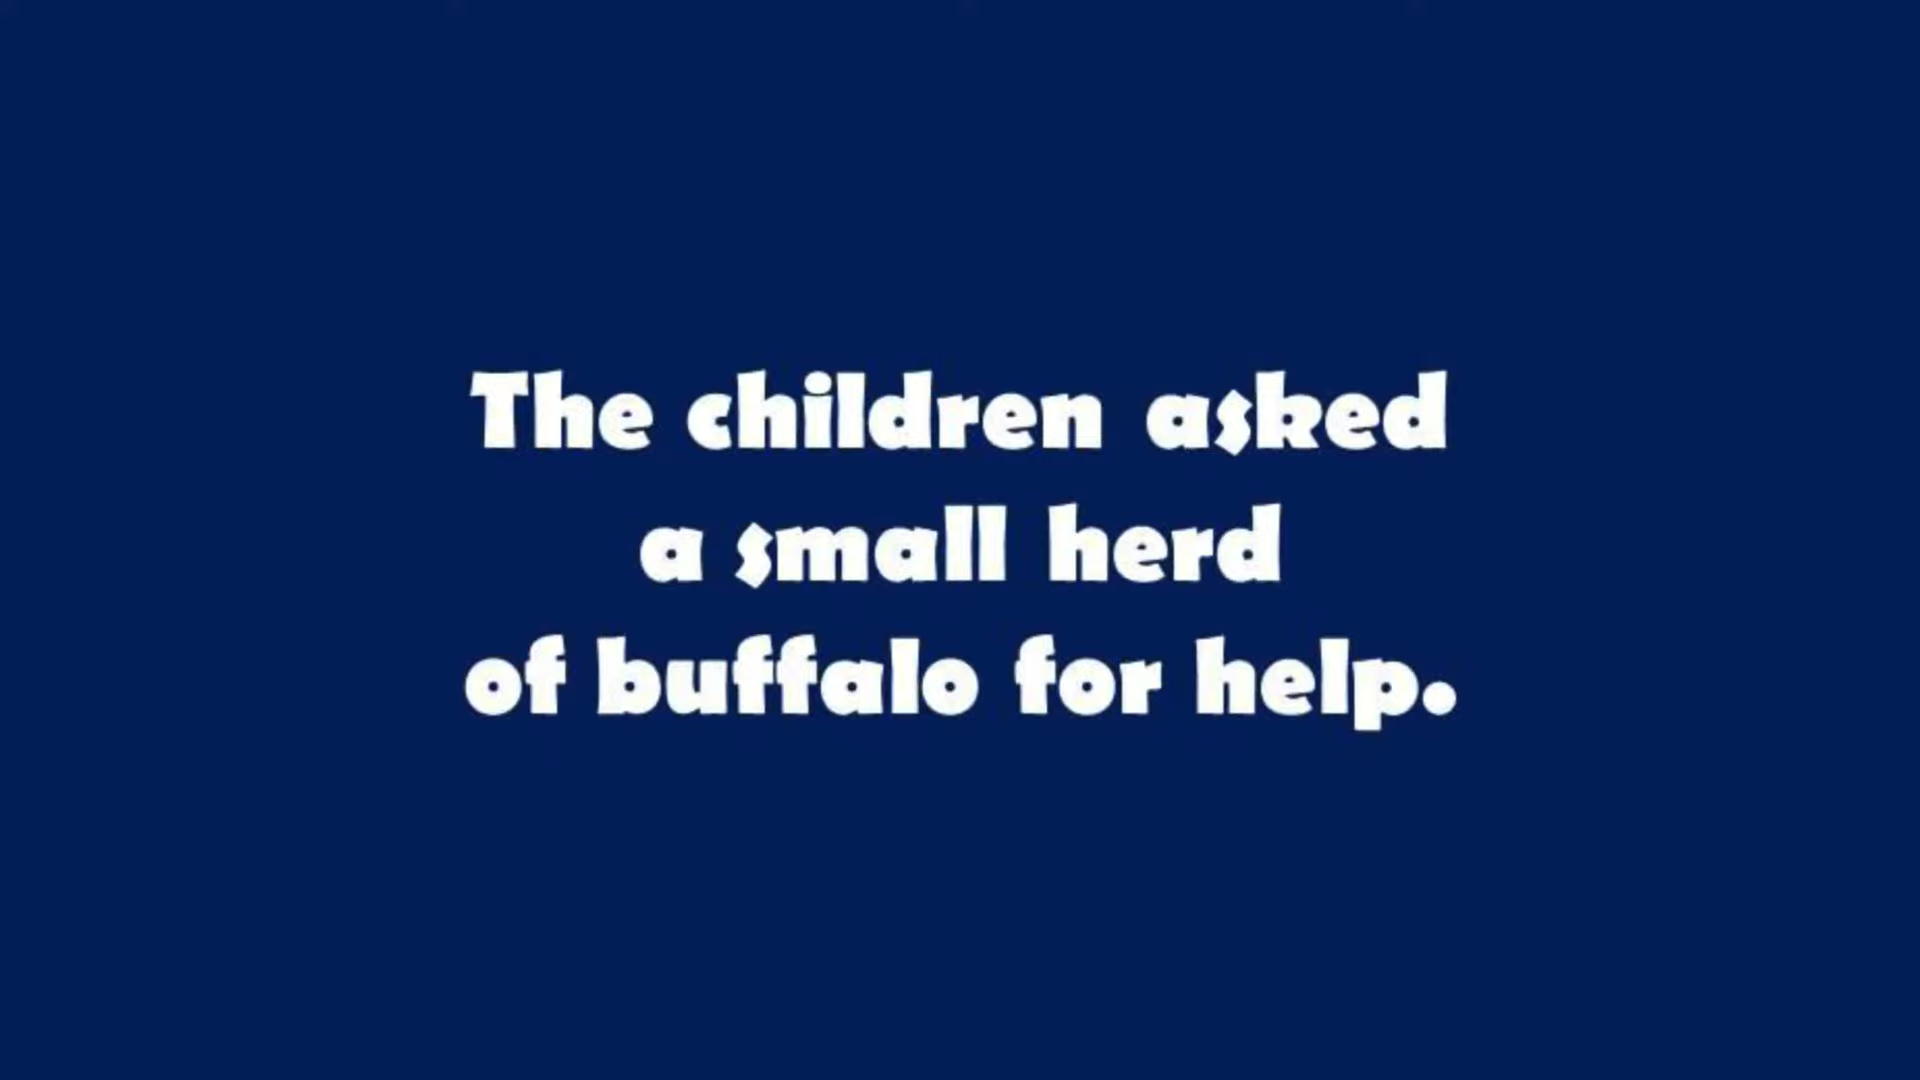 The children asked
a small herd
of buffalo for help.